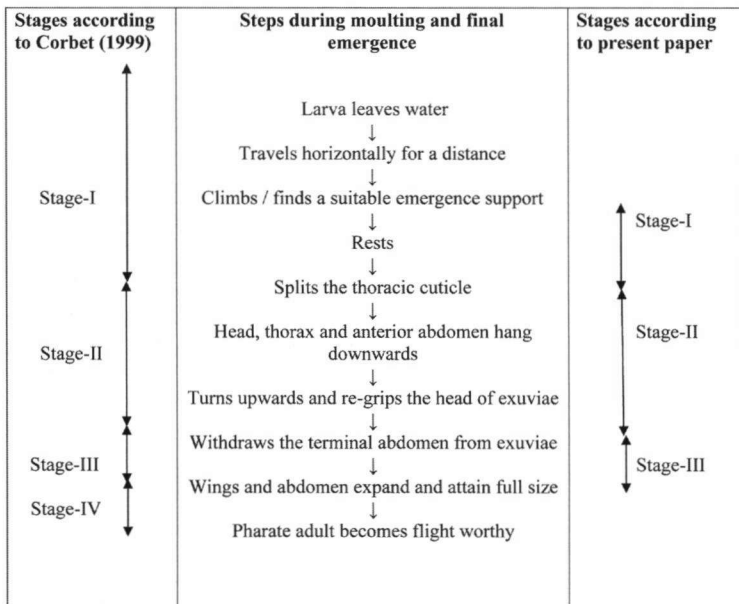 Stages according
to Corbet (1999)
Steps during moulting and final
emergence
Stages according
to present paper
Larva leaves water
↓
Travels horizontally for a distance
↓
Stage-I
Climbs / finds a suitable emergence support
Stage-I
↓
Rests
↓
Splits the thoracic cuticle
↓
Head, thorax and anterior abdomen hang
downwards
Stage-II
Stage-II
↓
Turns upwards and re-grips the head of exuviae
↓
Withdraws the terminal abdomen from exuviae
Stage-III
↓
Stage-III
Wings and abdomen expand and attain full size
Stage-IV
↓
Pharate adult becomes flight worthy